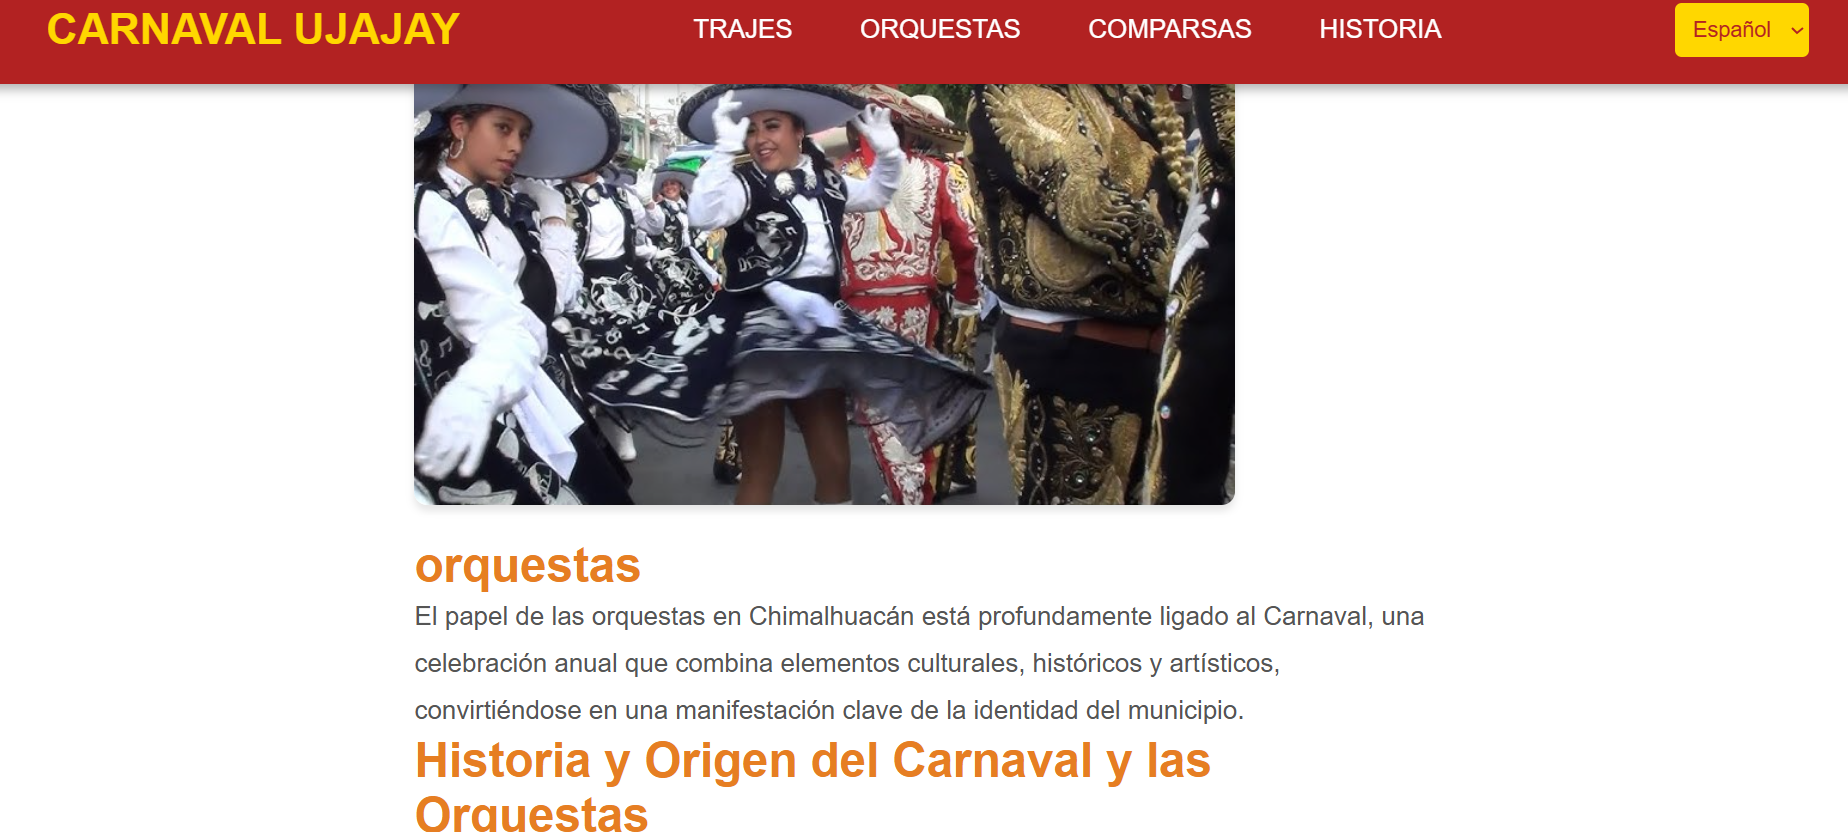 CARNAVAL UJAJAY
TRAJES ORQUESTAS COMPARSAS HISTORIA
Español
orquestas
El papel de las orquestas en Chimalhuacán está profundamente ligado al Carnaval, una
celebración anual que combina elementos culturales, históricos y artísticos,
convirtiéndose en una manifestación clave de la identidad del municipio.
Historia y Origen del Carnaval y las
Orquestas